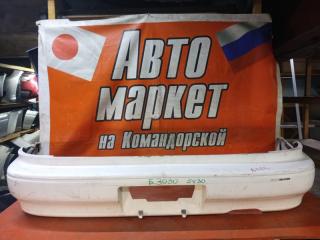 Авто
маркет
на Командорской